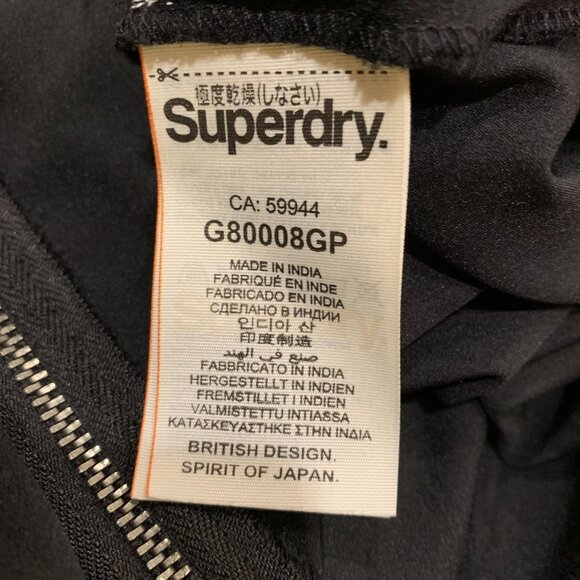 極度乾燥(しなさい)
Superdry.
CA: 59944
G80008GP
MADE IN INDIA
FABRIQUÉ EN INDE
FABRICADO EN INDIA
СДЕЛАНО В ИНДИИ
인디아 산
印度制造
صنع في الهند
FABBRICATO IN INDIA
HERGESTELLT IN INDIEN
FREMSTILLET I INDIEN
VALMISTETTU INTIASSA
ΚΑΤΑΣΚΕΥΑΣΤΗΚΕ ΣΤΗΝ ΙΝΔΙΑ
BRITISH DESIGN.
SPIRIT OF JAPAN.